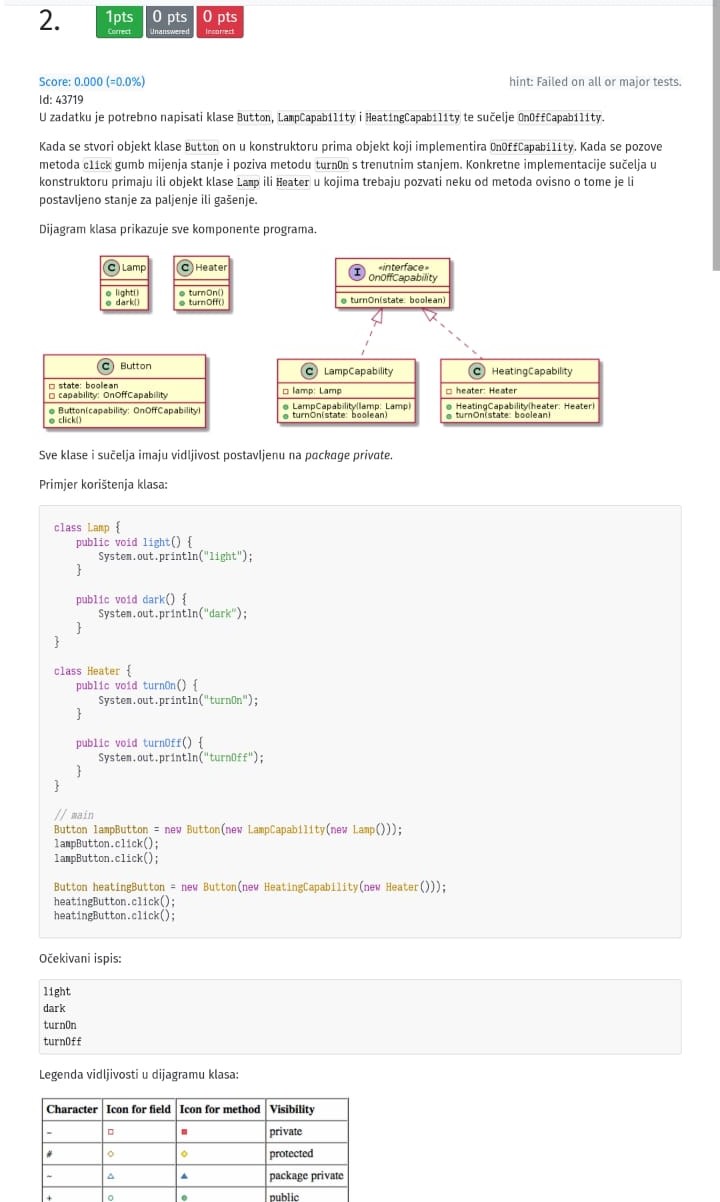 2.
1pts 0 pts 0 pts
Correct Unanswered Incorrect
Score: 0.000 (=0.0%) hint: Failed on all or major tests.
Id: 43719
U zadatku je potrebno napisati klase Button, LampCapability i HeatingCapability te sučelje OnOffCapability.
Kada se stvori objekt klase Button on u konstruktoru prima objekt koji implementira OnOffCapability. Kada se pozove
metoda click gumb mijenja stanje i poziva metodu turnOn s trenutnim stanjem. Konkretne implementacije sučelja u
konstruktoru primaju ili objekt klase Lamp ili Heater u kojima trebaju pozvati neku od metoda ovisno o tome je li
postavljeno stanje za paljenje ili gašenje.
Dijagram klasa prikazuje sve komponente programa.
C Lamp
light()
dark()
C Heater
turnOn()
turnOff()
I «interface»
OnOffCapability
turnOn(state: boolean)
C Button
state: boolean
capability: OnOffCapability
Button(capability: OnOffCapability)
click()
C LampCapability
lamp: Lamp
LampCapability(lamp: Lamp)
turnOn(state: boolean)
C HeatingCapability
heater: Heater
HeatingCapability(heater: Heater)
turnOn(state: boolean)
Sve klase i sučelja imaju vidljivost postavljenu na package private.
Primjer korištenja klasa:
class Lamp {
public void light() {
System.out.println("light");
}
public void dark() {
System.out.println("dark");
}
}
class Heater {
public void turnOn() {
System.out.println("turnOn");
}
public void turnOff() {
System.out.println("turnOff");
}
}
// main
Button lampButton = new Button(new LampCapability(new Lamp()));
lampButton.click();
lampButton.click();
Button heatingButton = new Button(new HeatingCapability(new Heater()));
heatingButton.click();
heatingButton.click();
Očekivani ispis:
light
dark
turnOn
turnOff
Legenda vidljivosti u dijagramu klasa:
Character Icon for field Icon for method Visibility
- private
# protected
~ package private
+ public